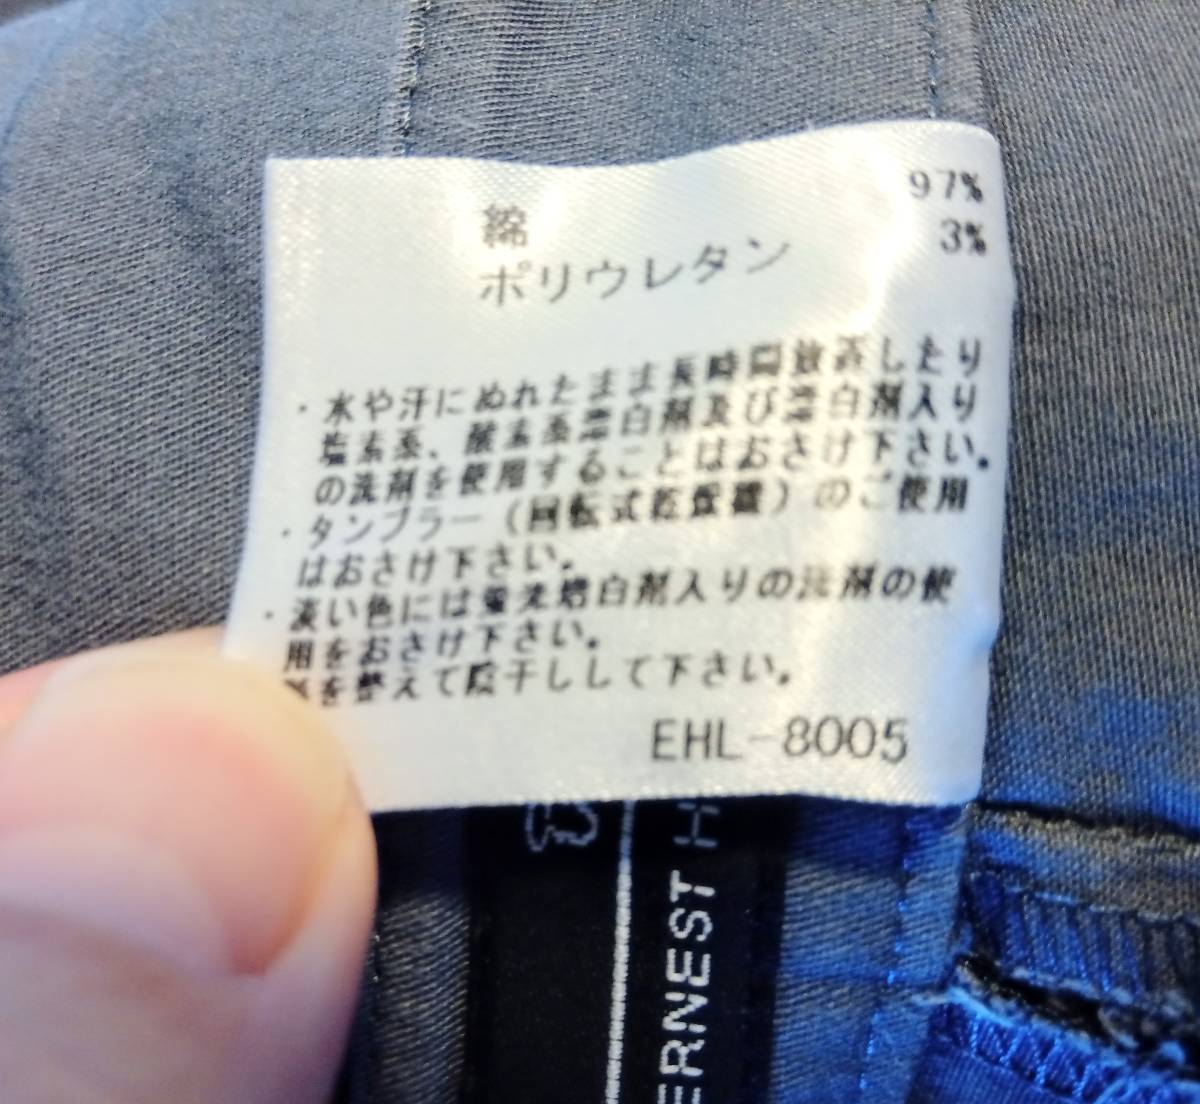 綿 97%
ポリウレタン 3%
・水や汗にぬれたまま長時間放置したり
塩素系、酸素系漂白剤及び漂白剤入り
の洗剤を使用することはおさけ下さい。
・タンブラー(回転式乾燥機)のご使用
はおさけ下さい。
・淡い色には蛍光増白剤入りの洗剤の使
用をおさけ下さい。
を整えて陰干しして下さい。
EHL-8005
ERNEST H